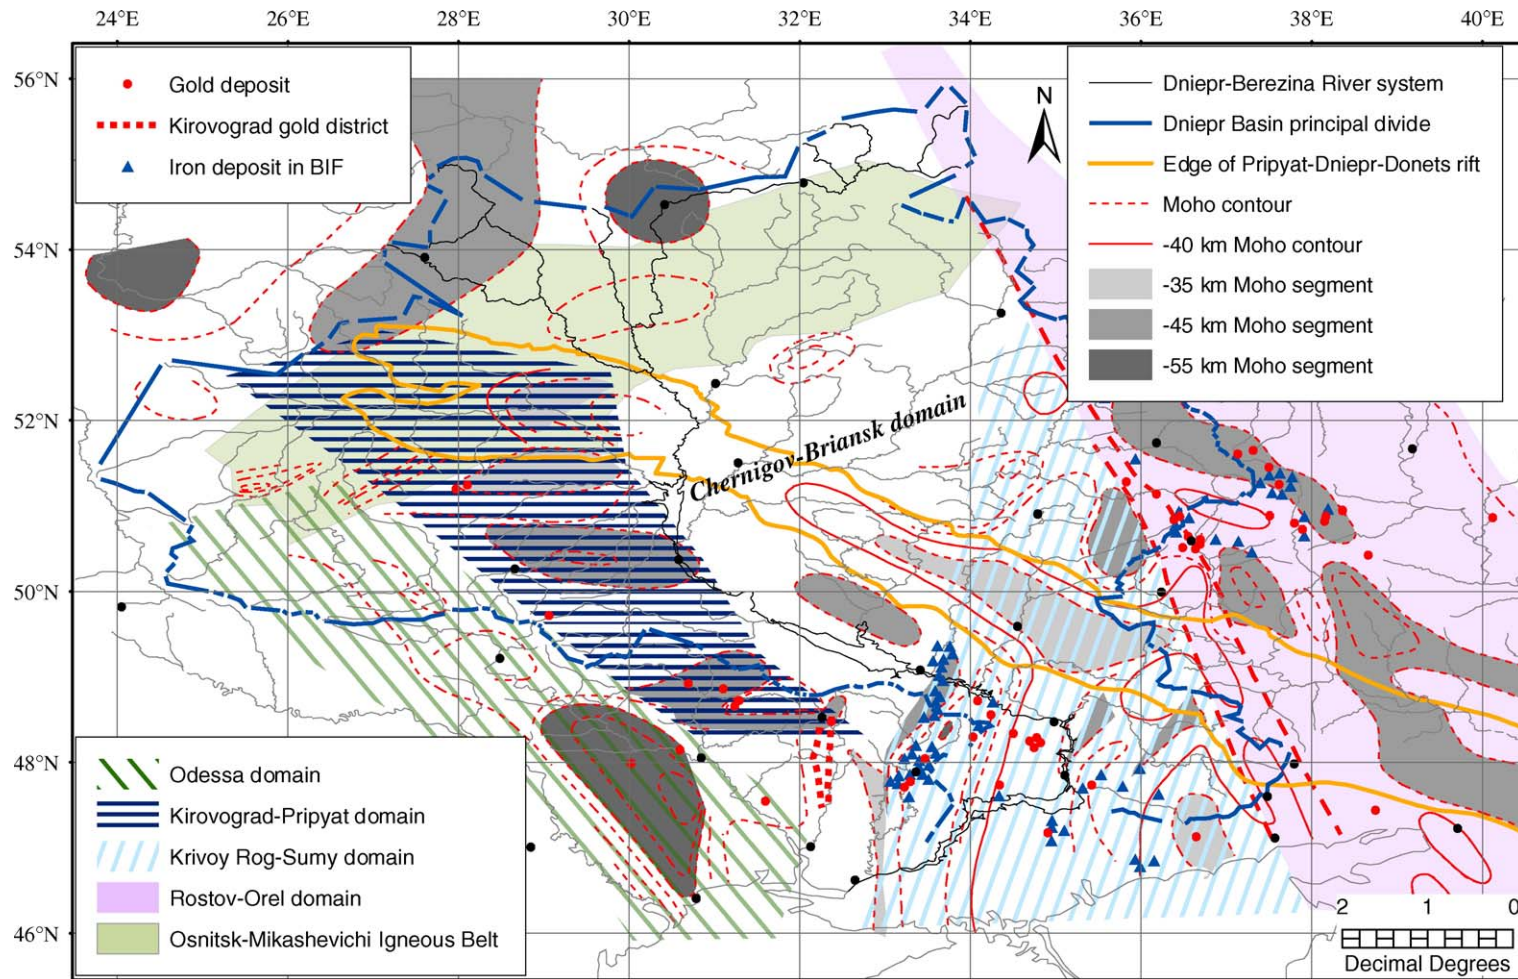 24°E 26°E 28°E 30°E 32°E 34°E 36°E 38°E 40°E
56°N
54°N
52°N
50°N
48°N
46°N
Gold deposit
Kirovograd gold district
Iron deposit in BIF
N
Dniepr-Berezina River system
Dniepr Basin principal divide
Edge of Pripyat-Dniepr-Donets rift
Moho contour
-40 km Moho contour
-35 km Moho segment
-45 km Moho segment
-55 km Moho segment
Chernigov-Briansk domain
Odessa domain
Kirovograd-Pripyat domain
Krivoy Rog-Sumy domain
Rostov-Orel domain
Osnitsk-Mikashevichi Igneous Belt
2 1 0
Decimal Degrees